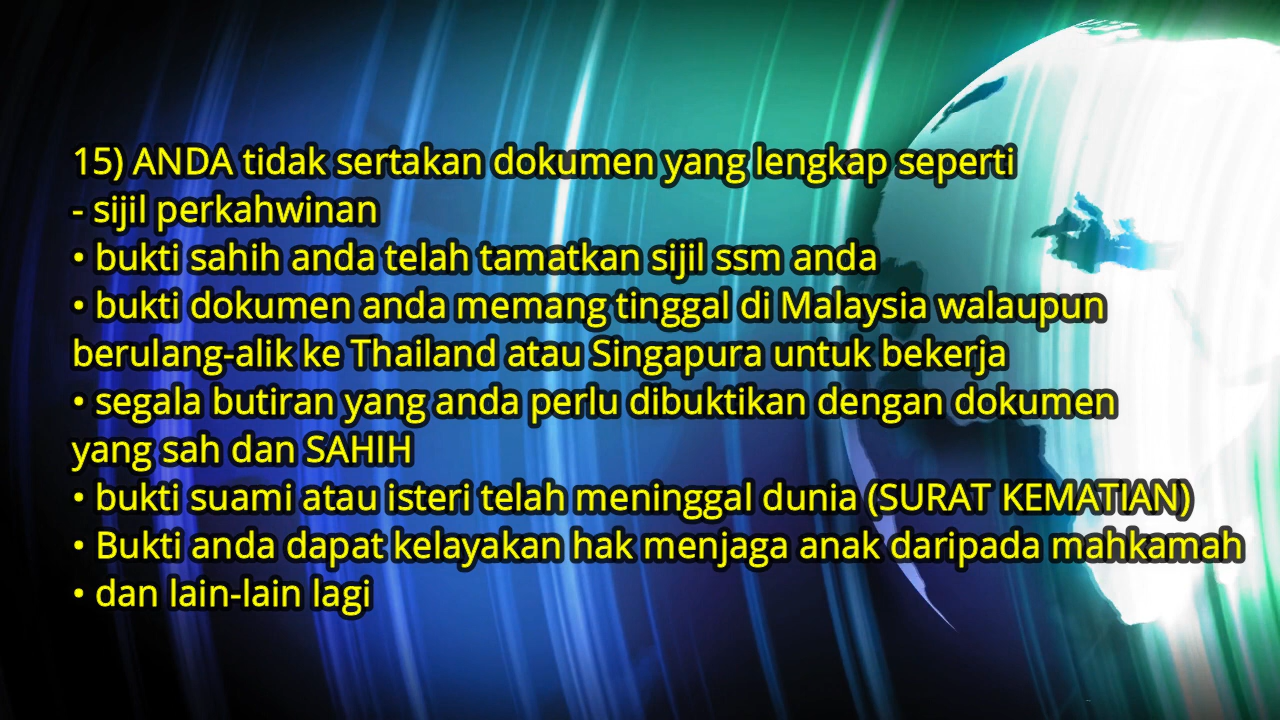 15) ANDA tidak sertakan dokumen yang lengkap seperti
- sijil perkahwinan
• bukti sahih anda telah tamatkan sijil ssm anda
• bukti dokumen anda memang tinggal di Malaysia walaupun
berulang-alik ke Thailand atau Singapura untuk bekerja
• segala butiran yang anda perlu dibuktikan dengan dokumen
yang sah dan SAHIH
• bukti suami atau isteri telah meninggal dunia (SURAT KEMATIAN)
• Bukti anda dapat kelayakan hak menjaga anak daripada mahkamah
• dan lain-lain lagi